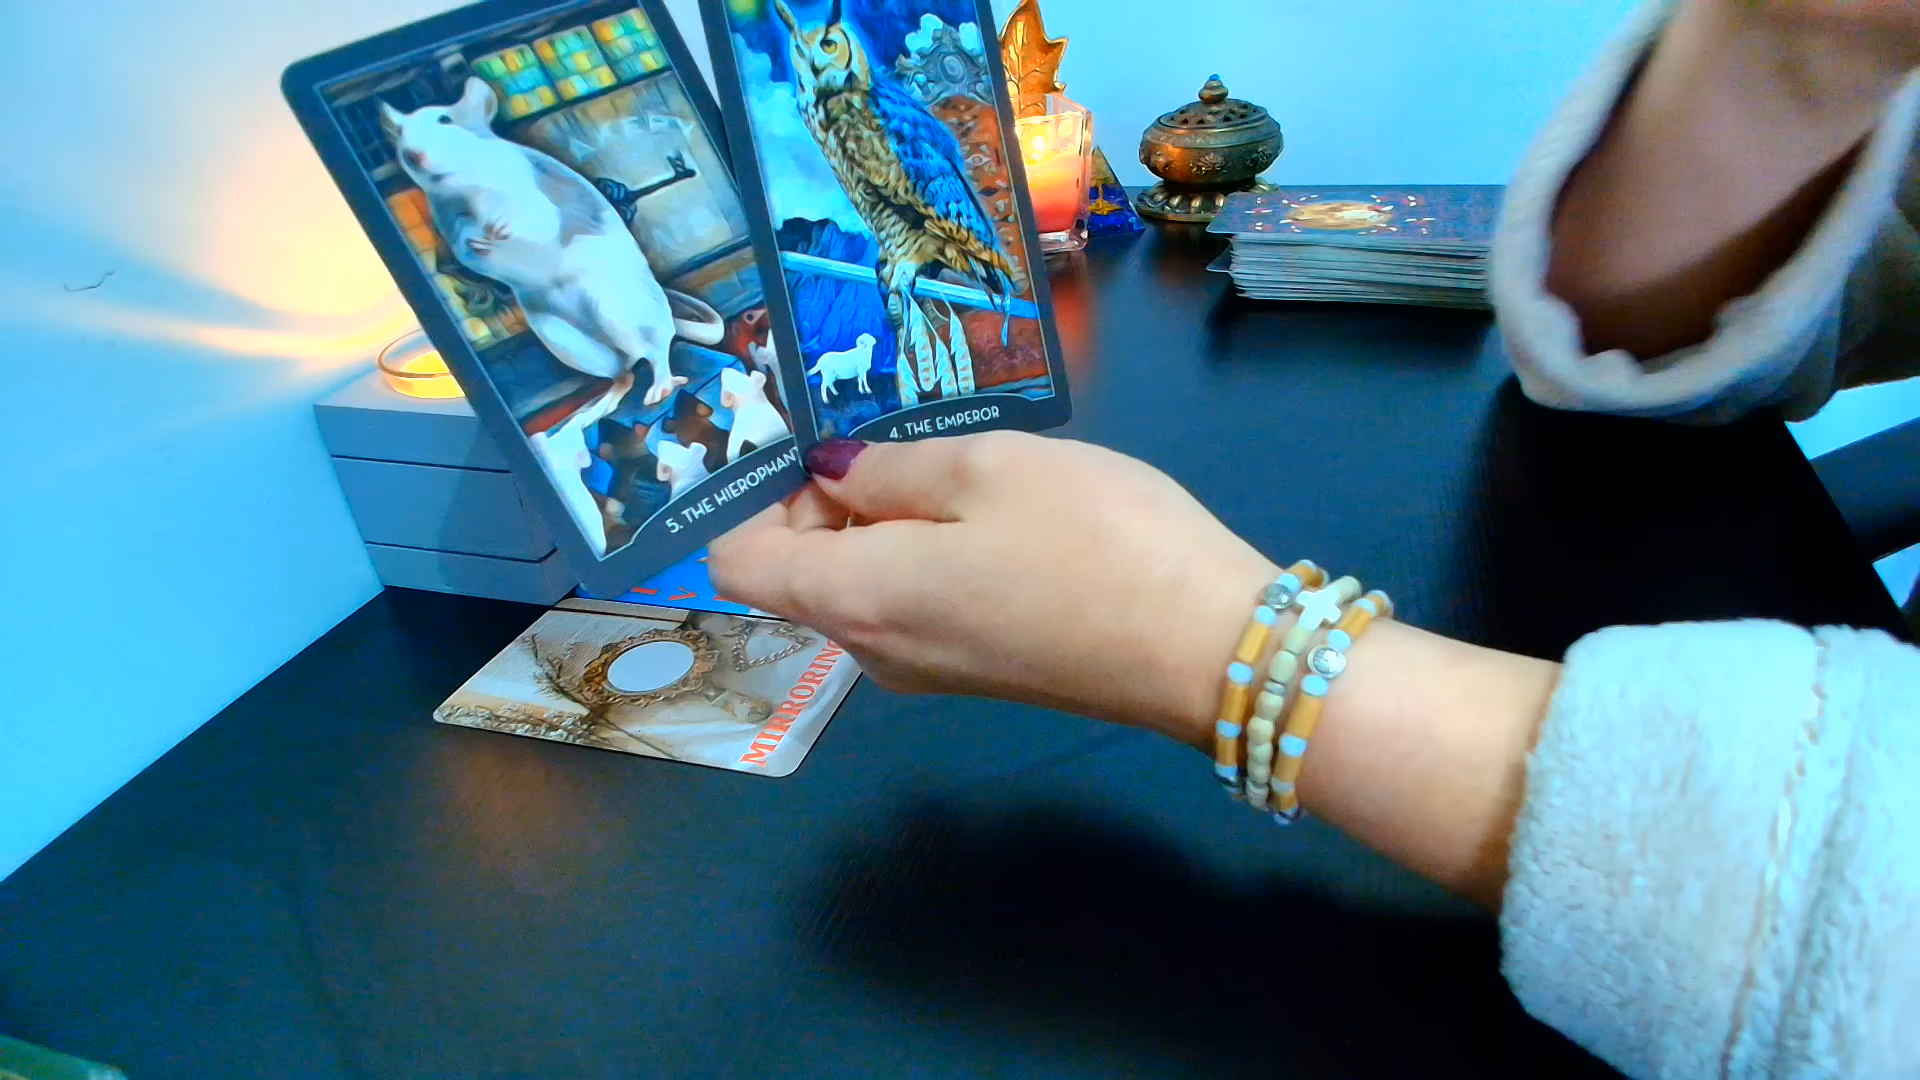 5. THE HIEROPHANT
4. THE EMPEROR
MIRRORING